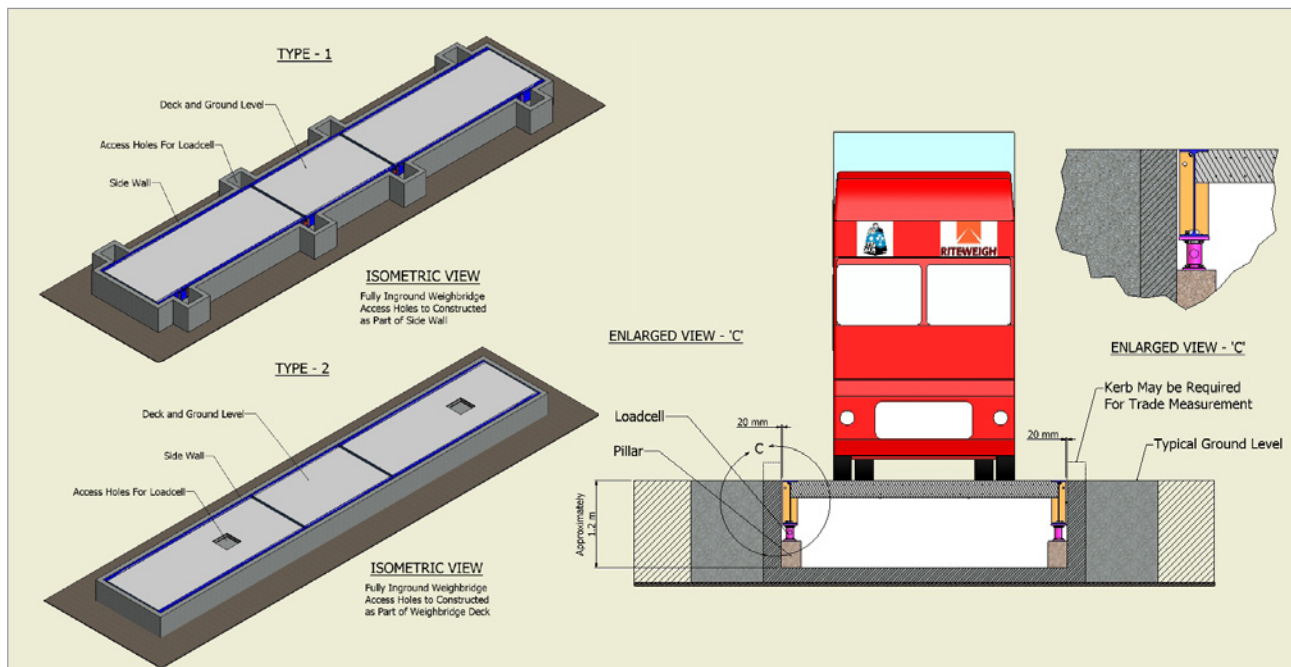 TYPE - 1
Deck and Ground Level
Access Holes For Loadcell
Side Wall
ISOMETRIC VIEW
Fully Inground Weighbridge
Access Holes to Constructed
as Part of Side Wall
TYPE - 2
Deck and Ground Level
Side Wall
Access Holes For Loadcell
ISOMETRIC VIEW
Fully Inground Weighbridge
Access Holes to Constructed
as Part of Weighbridge Deck
RITEWEIGH
ENLARGED VIEW - 'C'
Loadcell
Pillar
20 mm
C
Approximately
1.2 m
20 mm
ENLARGED VIEW - 'C'
Kerb May be Required
For Trade Measurement
Typical Ground Level